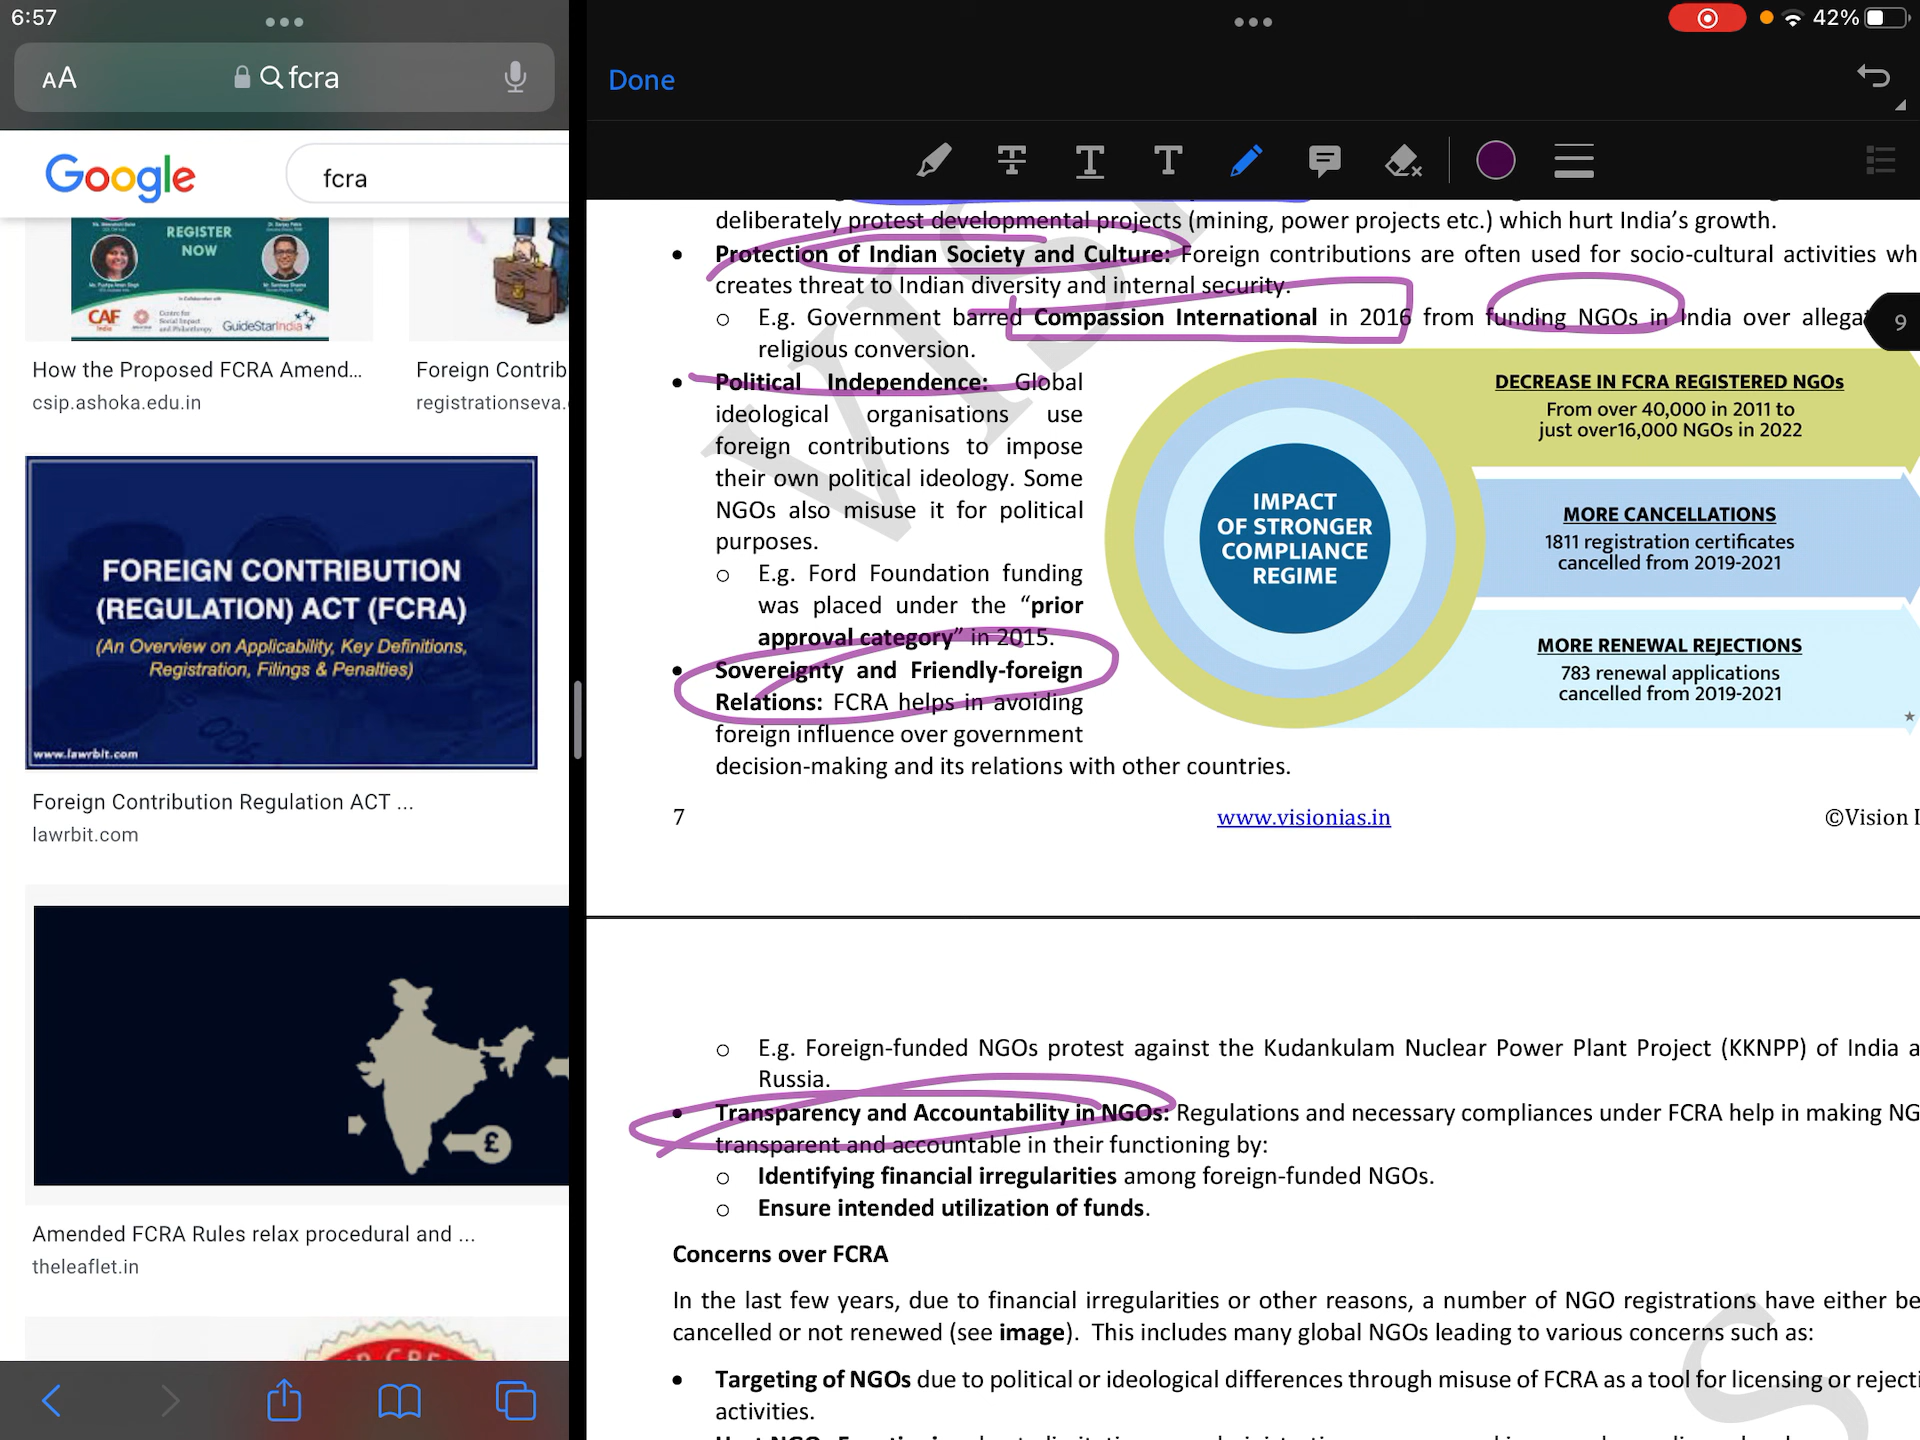 6:57
42%
AA
fcra
Done
Google
fcra
REGISTER
NOW
CAF
India
GuideStarIndia
How the Proposed FCRA Amend...
csip.ashoka.edu.in
Foreign Contrib
registrationseva.
FOREIGN CONTRIBUTION
(REGULATION) ACT (FCRA)
(An Overview on Applicability, Key Definitions,
Registration, Filings & Penalties)
www.lawrbit.com
Foreign Contribution Regulation ACT ...
lawrbit.com
£
Amended FCRA Rules relax procedural and ...
theleaflet.in
deliberately protest developmental projects (mining, power projects etc.) which hurt India's growth.
• Protection of Indian Society and Culture: Foreign contributions are often used for socio-cultural activities wh
creates threat to Indian diversity and internal security.
o E.g. Government barred Compassion International in 2016 from funding NGOs in India over allegat
religious conversion.
9
• Political Independence: Global
ideological organisations use
foreign contributions to impose
their own political ideology. Some
NGOs also misuse it for political
purposes.
o E.g. Ford Foundation funding
was placed under the “prior
approval category” in 2015.
• Sovereignty and Friendly-foreign
Relations: FCRA helps in avoiding
foreign influence over government
decision-making and its relations with other countries.
IMPACT
OF STRONGER
COMPLIANCE
REGIME
DECREASE IN FCRA REGISTERED NGOs
From over 40,000 in 2011 to
just over16,000 NGOs in 2022
MORE CANCELLATIONS
1811 registration certificates
cancelled from 2019-2021
MORE RENEWAL REJECTIONS
783 renewal applications
cancelled from 2019-2021
7
www.visionias.in
©Vision I
o E.g. Foreign-funded NGOs protest against the Kudankulam Nuclear Power Plant Project (KKNPP) of India a
Russia.
• Transparency and Accountability in NGOs: Regulations and necessary compliances under FCRA help in making NG
transparent and accountable in their functioning by:
o Identifying financial irregularities among foreign-funded NGOs.
o Ensure intended utilization of funds.
Concerns over FCRA
In the last few years, due to financial irregularities or other reasons, a number of NGO registrations have either be
cancelled or not renewed (see image). This includes many global NGOs leading to various concerns such as:
• Targeting of NGOs due to political or ideological differences through misuse of FCRA as a tool for licensing or rejecti
activities.